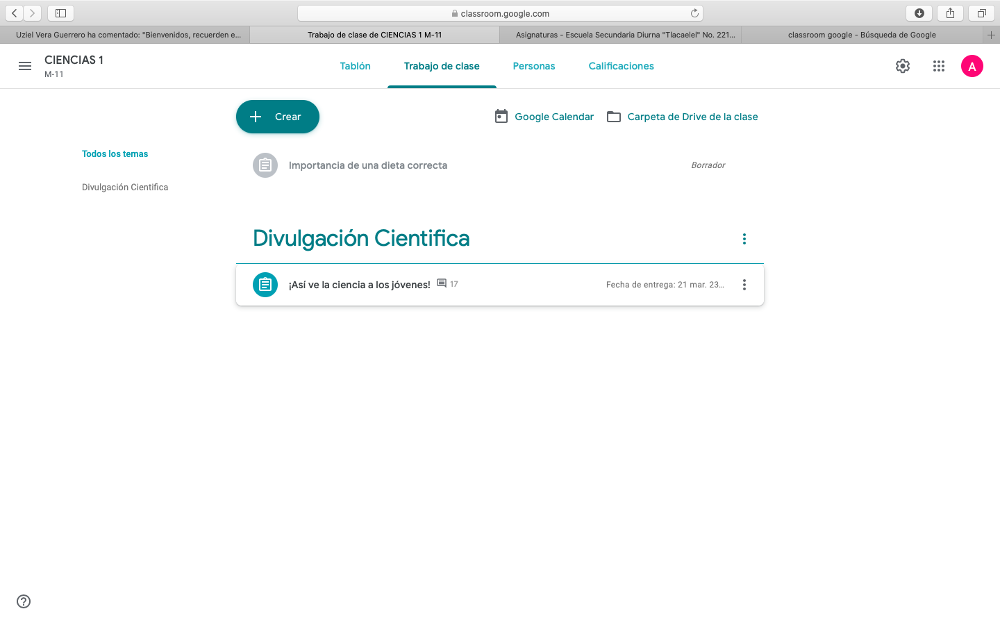 classroom.google.com
Uziel Vera Guerrero ha comentado: "Bienvenidos, recuerden e...
Trabajo de clase de CIENCIAS 1 M-11
Asignaturas - Escuela Secundaria Diurna "Tlacaelel" No. 221...
classroom google - Búsqueda de Google
CIENCIAS 1
M-11
Tablón
Trabajo de clase
Personas
Calificaciones
A
Crear
Google Calendar
Carpeta de Drive de la clase
Todos los temas
Divulgación Cientifica
Importancia de una dieta correcta
Borrador
Divulgación Cientifica
¡Así ve la ciencia a los jóvenes!
17
Fecha de entrega: 21 mar. 23...